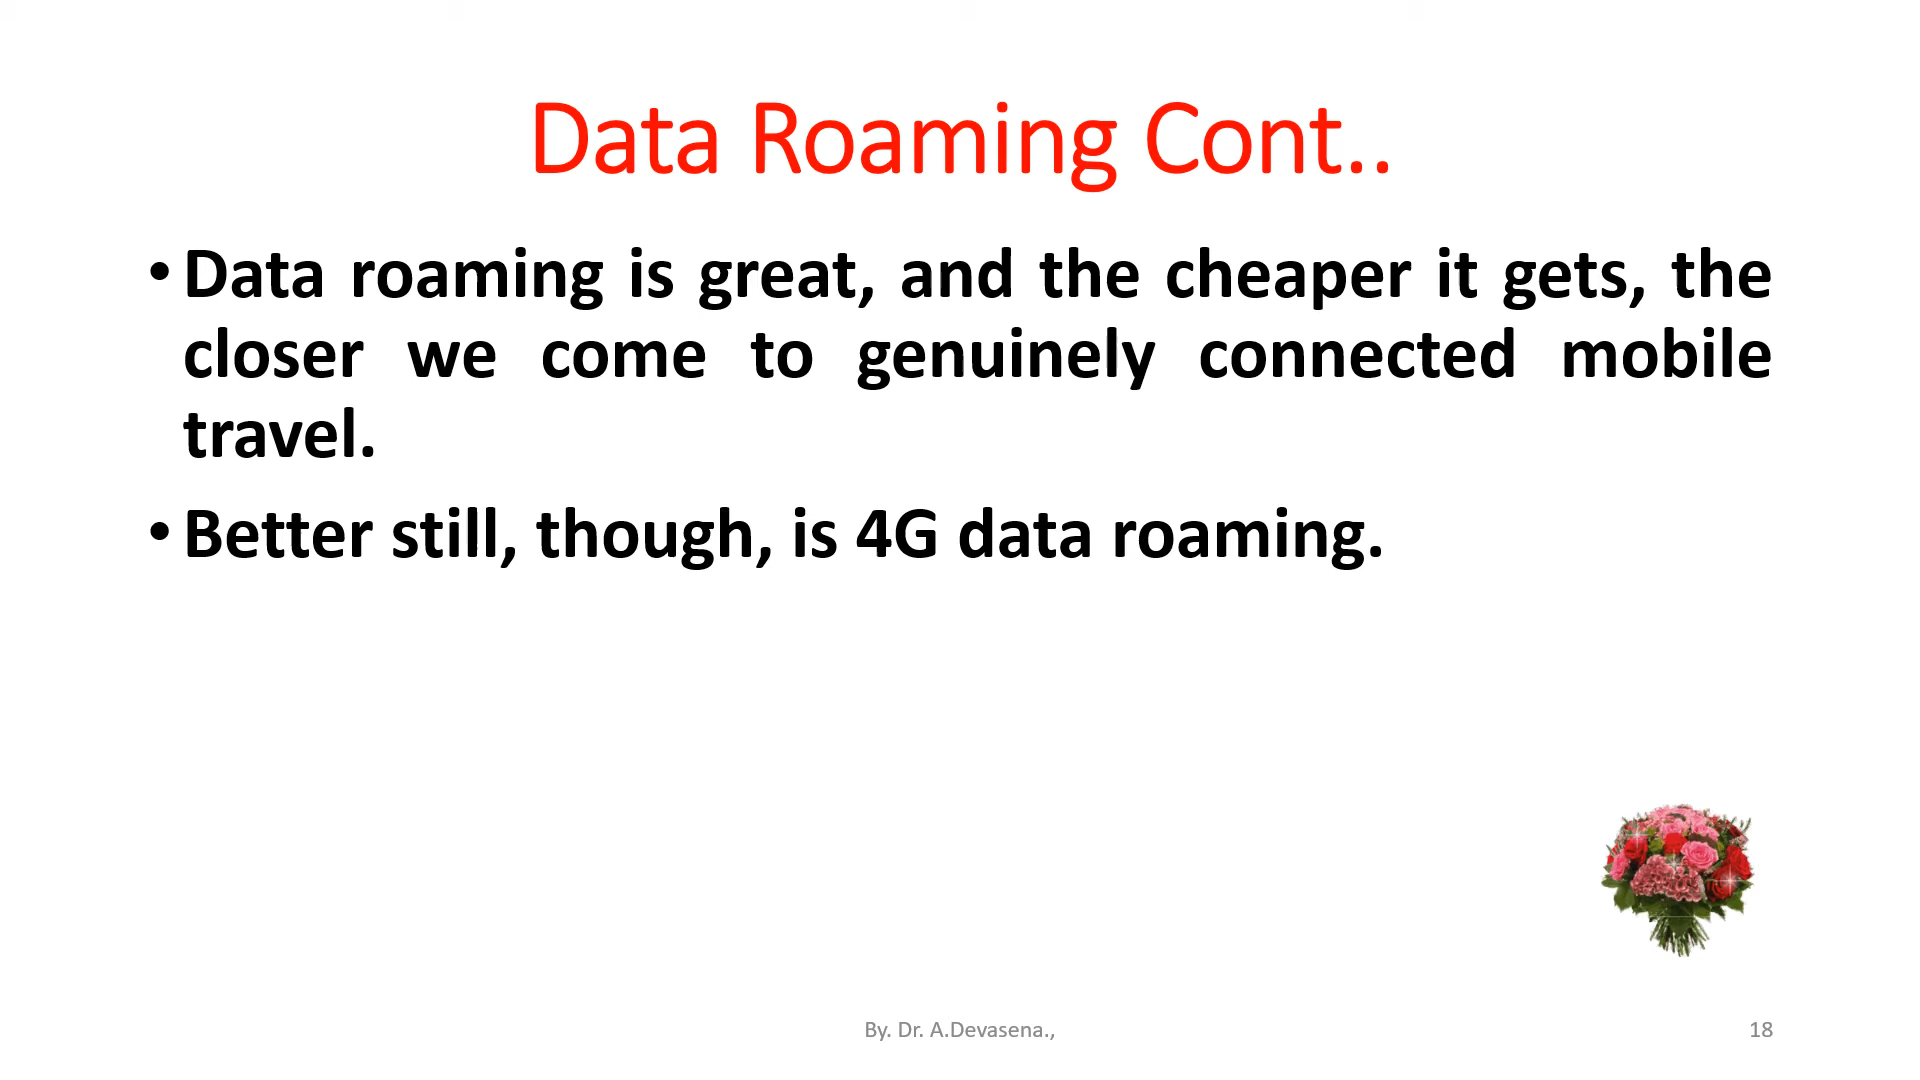 Data Roaming Cont..
• Data roaming is great, and the cheaper it gets, the
closer we come to genuinely connected mobile
travel.
• Better still, though, is 4G data roaming.
By. Dr. A.Devasena.,
18